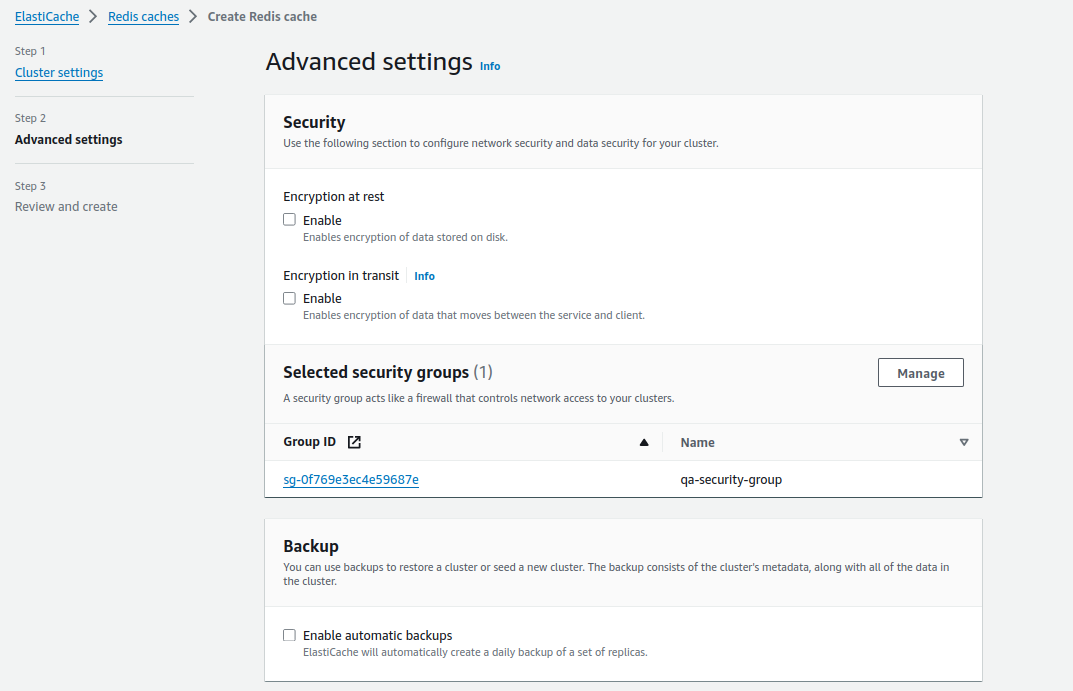 ElastiCache > Redis caches > Create Redis cache
Step 1
Cluster settings
Step 2
Advanced settings
Step 3
Review and create
Advanced settings Info
Security
Use the following section to configure network security and data security for your cluster.
Encryption at rest
Enable
Enables encryption of data stored on disk.
Encryption in transit Info
Enable
Enables encryption of data that moves between the service and client.
Selected security groups (1)
Manage
A security group acts like a firewall that controls network access to your clusters.
Group ID
Name
sg-0f769e3ec4e59687e
qa-security-group
Backup
You can use backups to restore a cluster or seed a new cluster. The backup consists of the cluster's metadata, along with all of the data in
the cluster.
Enable automatic backups
ElastiCache will automatically create a daily backup of a set of replicas.